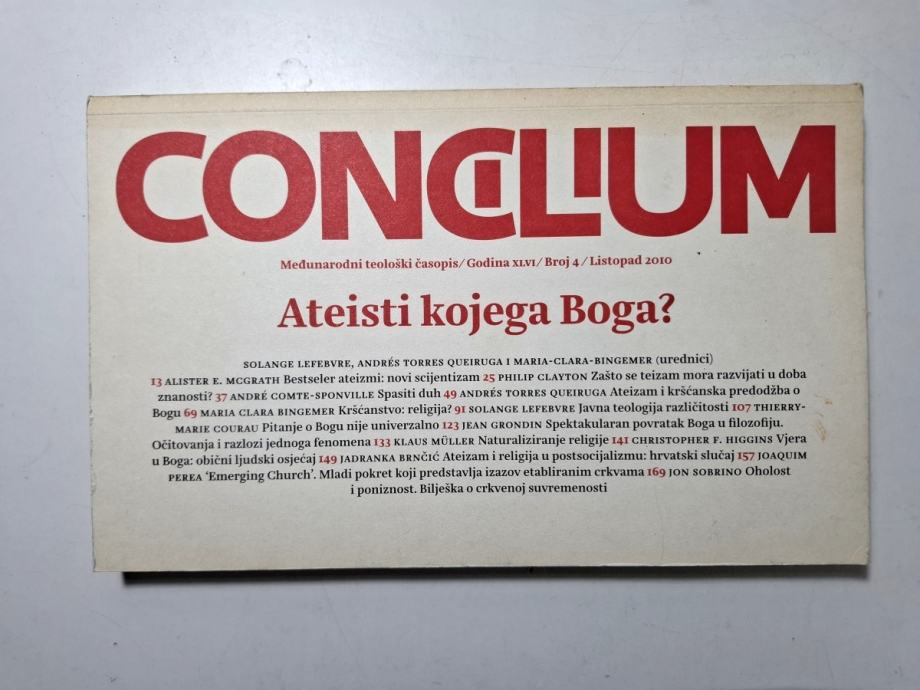 CONCILIUM
Međunarodni teološki časopis/ Godina XLVI/ Broj 4 / Listopad 2010
Ateisti kojega Boga?
SOLANGE LEFEBVRE, ANDRÉS TORRES QUEIRUGA I MARIA-CLARA-BINGEMER (urednici)
13 ALISTER E. MCGRATH Bestseler ateizmi: novi scijentizam 25 PHILIP CLAYTON Zašto se teizam mora razvijati u doba
znanosti? 37 ANDRÉ COMTE-SPONVILLE Spasiti duh 49 ANDRÉS TORRES QUEIRUGA Ateizam i kršćanska predodžba o
Bogu 69 MARIA CLARA BINGEMER Kršćanstvo: religija? 91 SOLANGE LEFEBVRE Javna teologija različitosti 107 THIERRY-
MARIE COURAU Pitanje o Bogu nije univerzalno 123 JEAN GRONDIN Spektakularan povratak Boga u filozofiju.
Očitovanja i razlozi jednoga fenomena 133 KLAUS MÜLLER Naturaliziranje religije 141 CHRISTOPHER F. HIGGINS Vjera
u Boga: obični ljudski osjećaj 149 JADRANKA BRNČIĆ Ateizam i religija u postsocijalizmu: hrvatski slučaj 157 JOAQUIM
PEREA 'Emerging Church'. Mladi pokret koji predstavlja izazov etabliranim crkvama 169 JON SOBRINO Oholost
i poniznost. Bilješka o crkvenoj suvremenosti